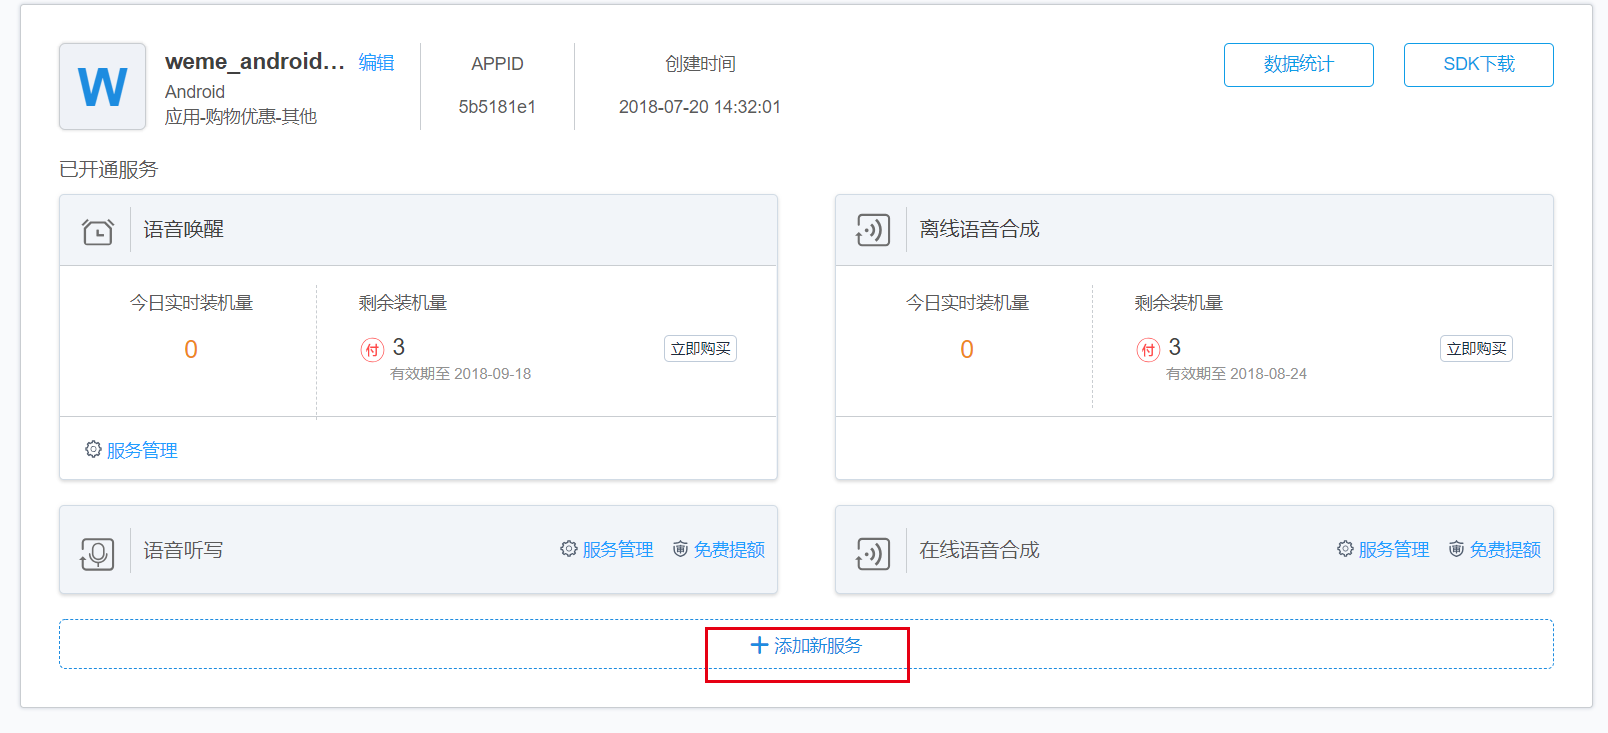 W
weme_android... 编辑
Android
应用-购物优惠-其他
APPID
5b5181e1
创建时间
2018-07-20 14:32:01
数据统计
SDK下载
已开通服务
语音唤醒
今日实时装机量
0
剩余装机量
付 3
有效期至 2018-09-18
立即购买
服务管理
离线语音合成
今日实时装机量
0
剩余装机量
付 3
有效期至 2018-08-24
立即购买
语音听写
服务管理
免费提额
在线语音合成
服务管理
免费提额
添加新服务